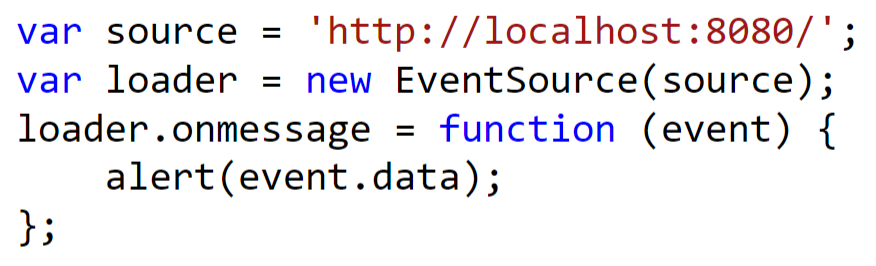 var source = 'http://localhost:8080/';
var loader = new EventSource(source);
loader.onmessage = function (event) {
    alert(event.data);
};